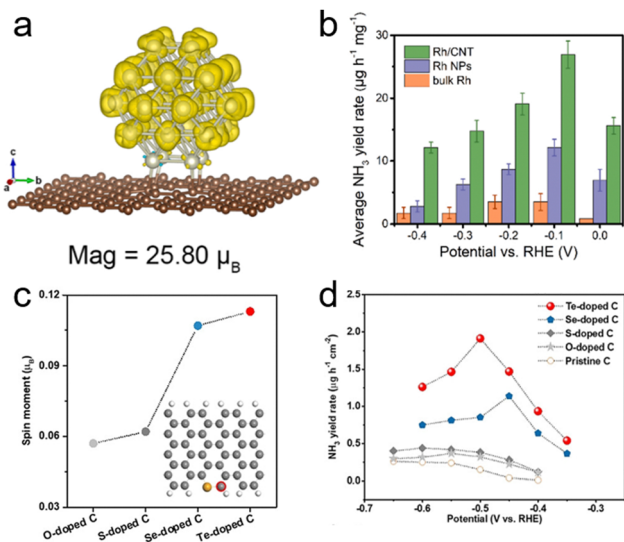 a
c
a
b
Mag = 25.80 μB
b
Average NH3 yield rate (μg h-1 mg-1)
30
20
10
0
Rh/CNT
Rh NPs
bulk Rh
-0.4
-0.3
-0.2
-0.1
0.0
Potential vs. RHE (V)
c
Spin moment (μB)
0.12
0.09
0.06
0.03
O-doped C
S-doped C
Se-doped C
Te-doped C
d
NH3 yield rate (μg h-1 cm-2)
2.5
2.0
1.5
1.0
0.5
0.0
Te-doped C
Se-doped C
S-doped C
O-doped C
Pristine C
-0.7
-0.6
-0.5
-0.4
-0.3
Potential (V vs. RHE)